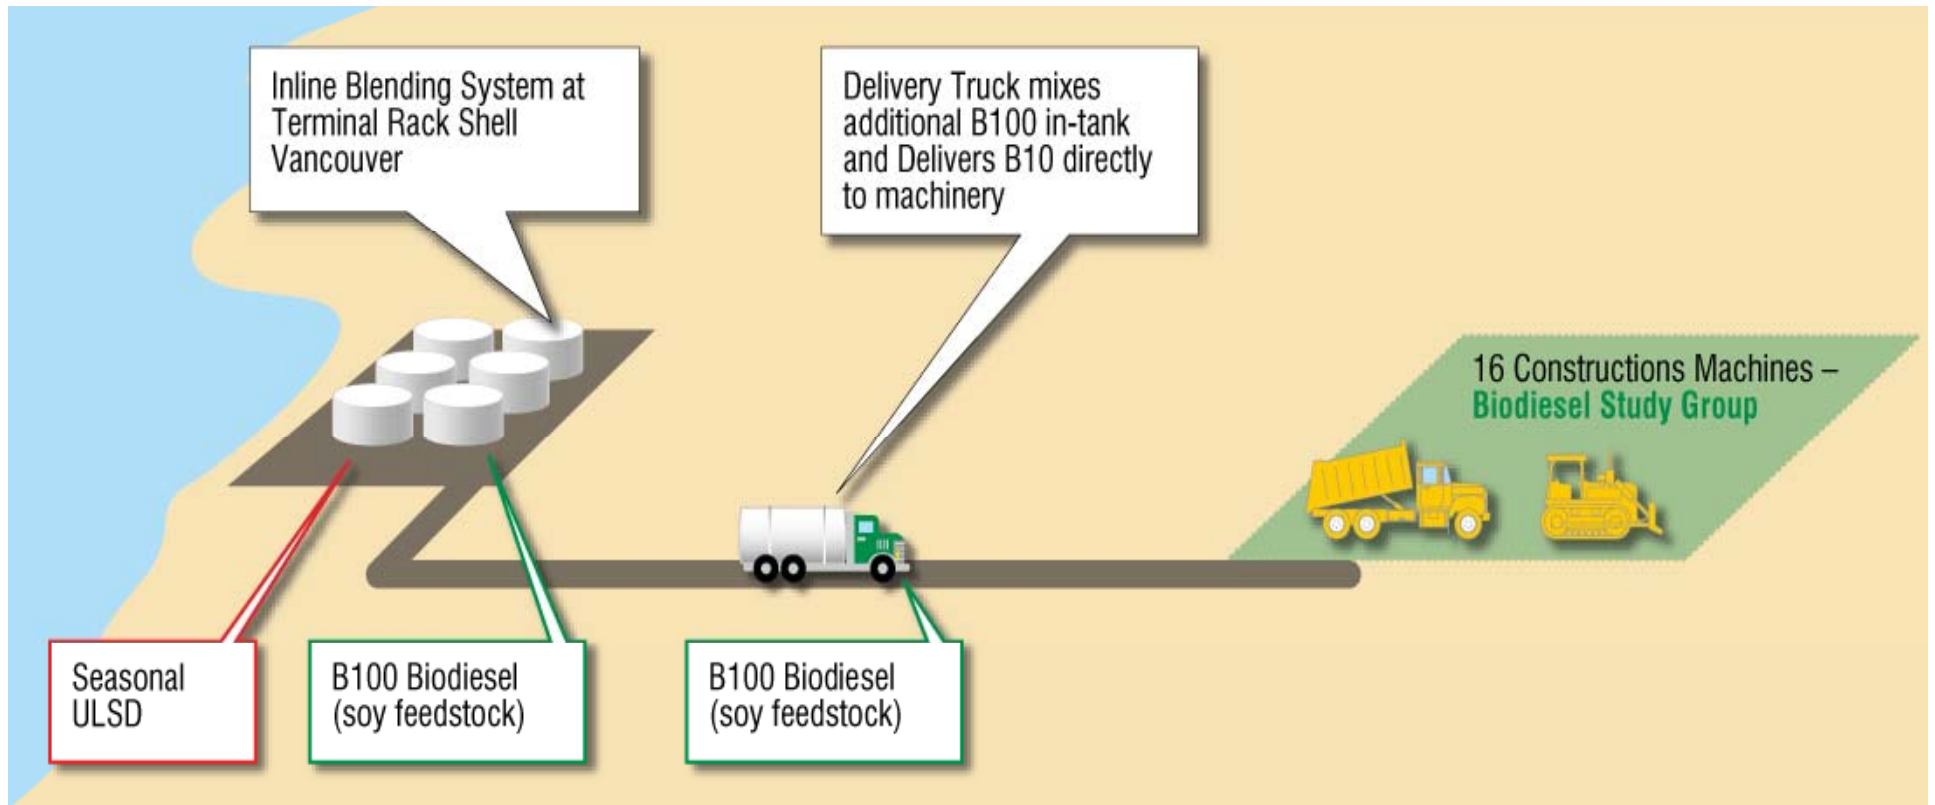 Inline Blending System at
Terminal Rack Shell
Vancouver
Delivery Truck mixes
additional B100 in-tank
and Delivers B10 directly
to machinery
16 Constructions Machines –
Biodiesel Study Group
Seasonal
ULSD
B100 Biodiesel
(soy feedstock)
B100 Biodiesel
(soy feedstock)